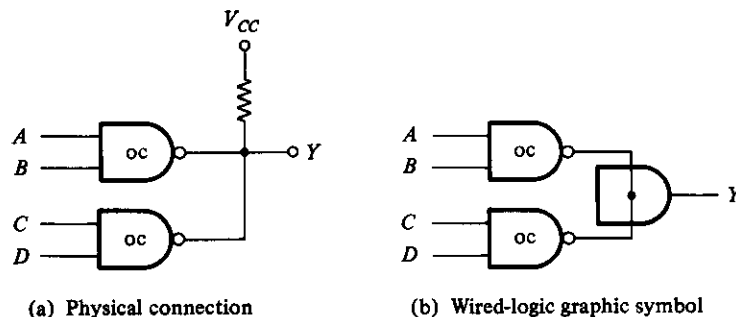 V_CC
A
B
OC
Y
C
D
OC
(a) Physical connection
A
B
OC
C
D
OC
Y
(b) Wired-logic graphic symbol